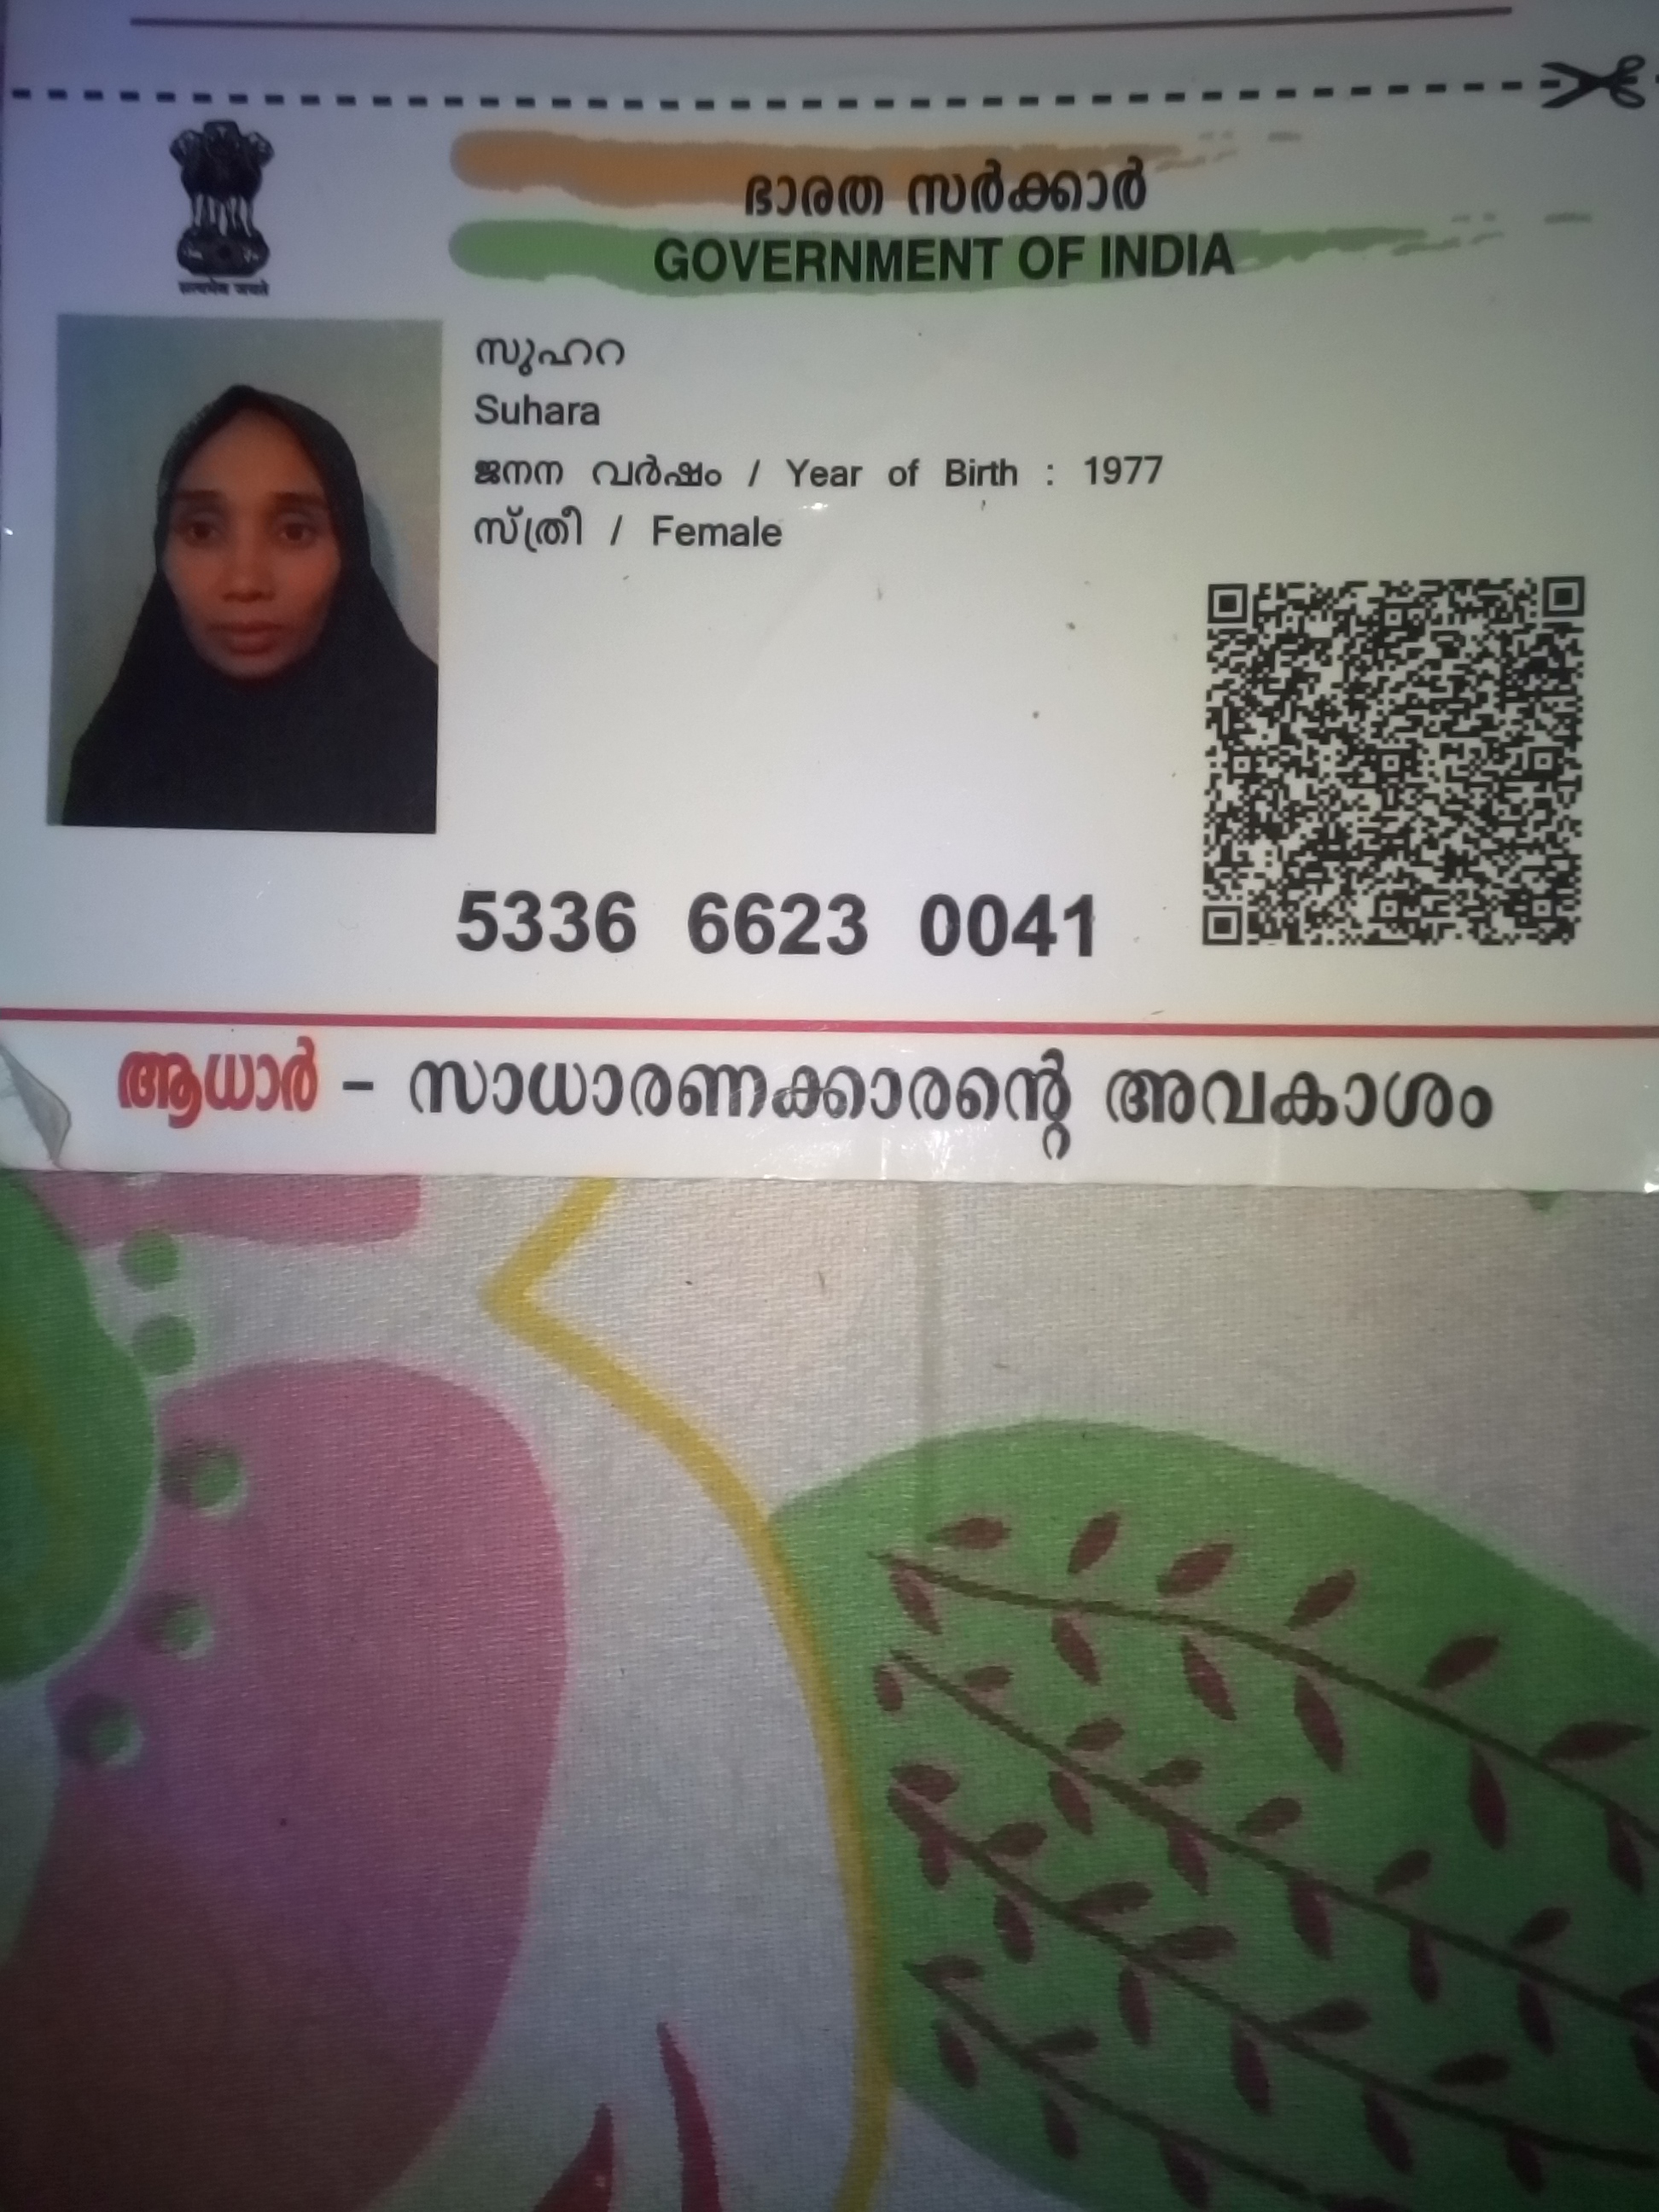 सत्यमेव जयते
ഭാരത സർക്കാർ
GOVERNMENT OF INDIA
സുഹറ
Suhara
ജനന വർഷം / Year of Birth : 1977
സ്ത്രീ / Female
5336 6623 0041
ആധാർ – സാധാരണക്കാരന്റെ അവകാശം